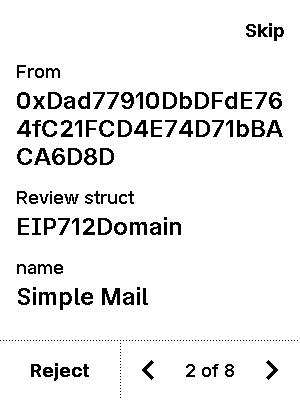 Skip
From
0xDad77910DbDFdE76
4fC21FCD4E74D71bBA
CA6D8D
Review struct
EIP712Domain
name
Simple Mail
Reject
2 of 8